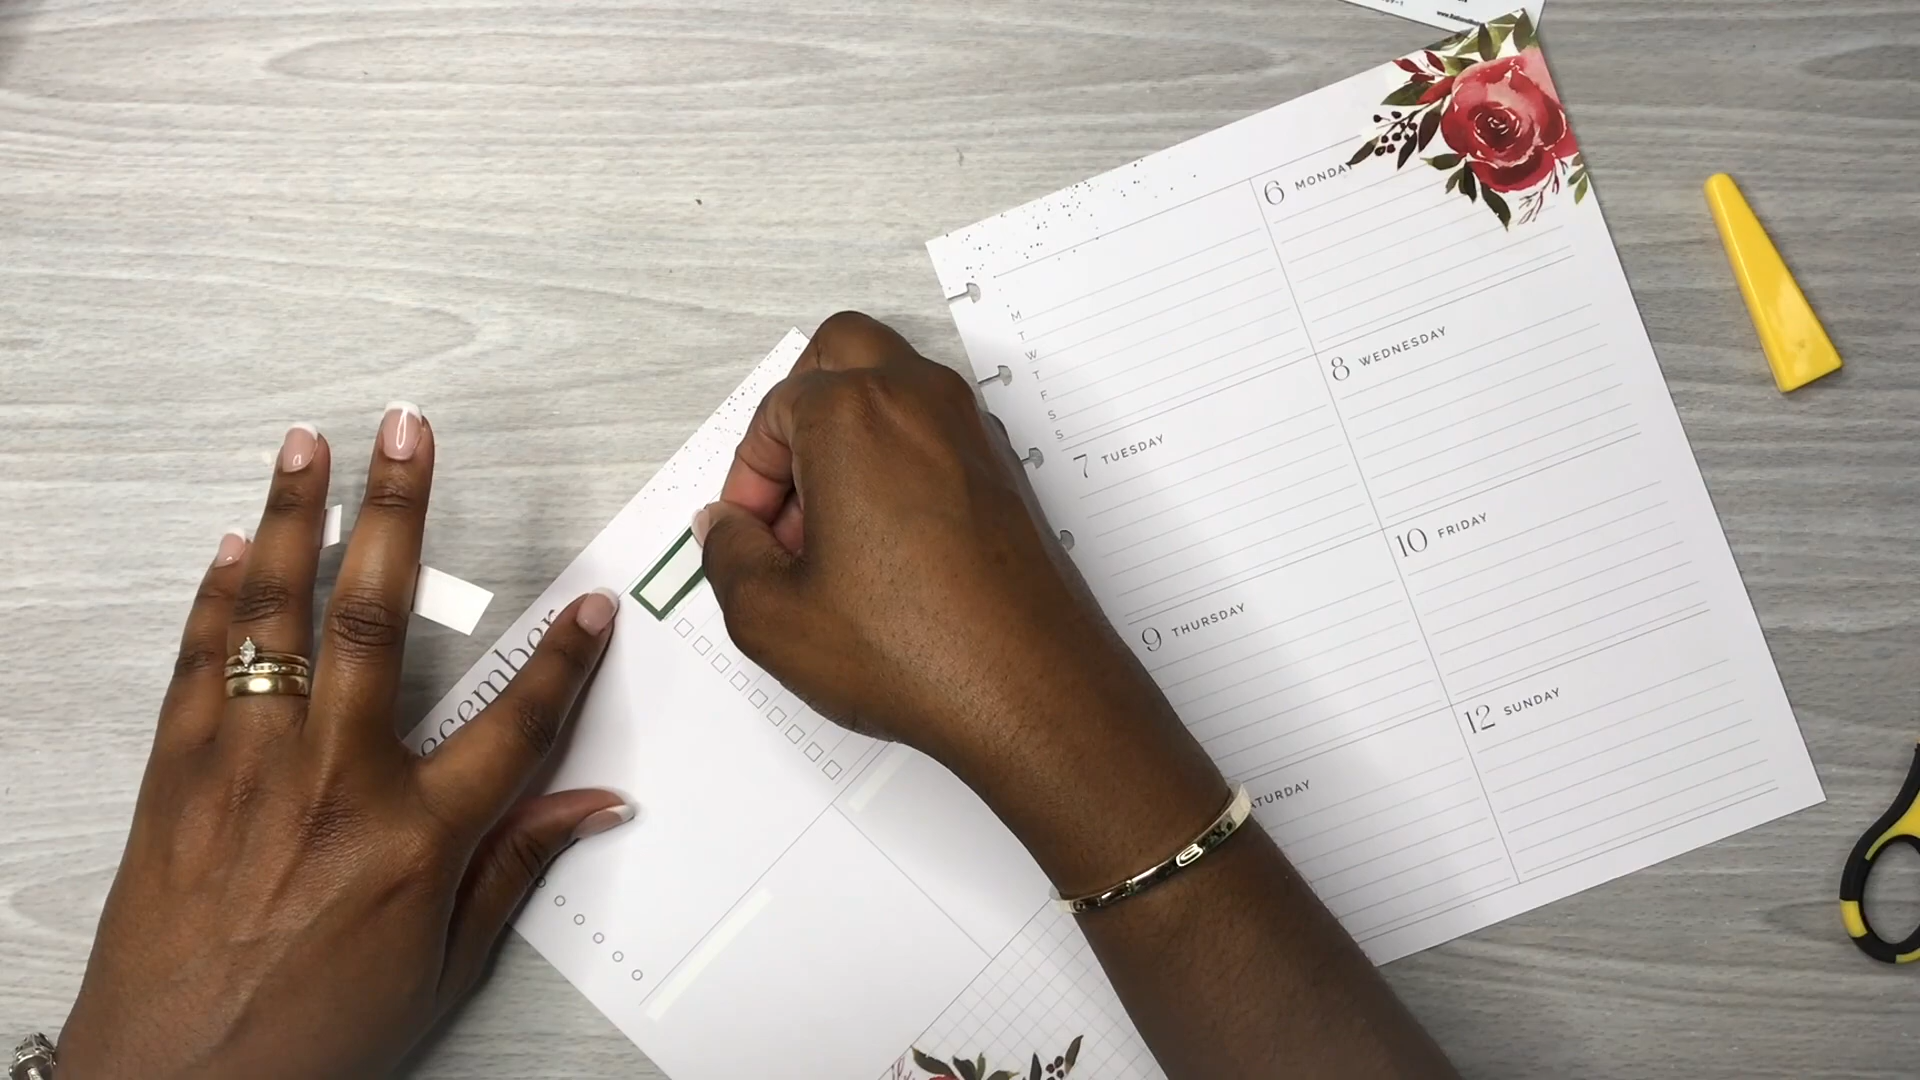 ecember
M
T
W
T
F
S
S
6 MONDAY
7 TUESDAY
8 WEDNESDAY
9 THURSDAY
10 FRIDAY
ATURDAY
12 SUNDAY